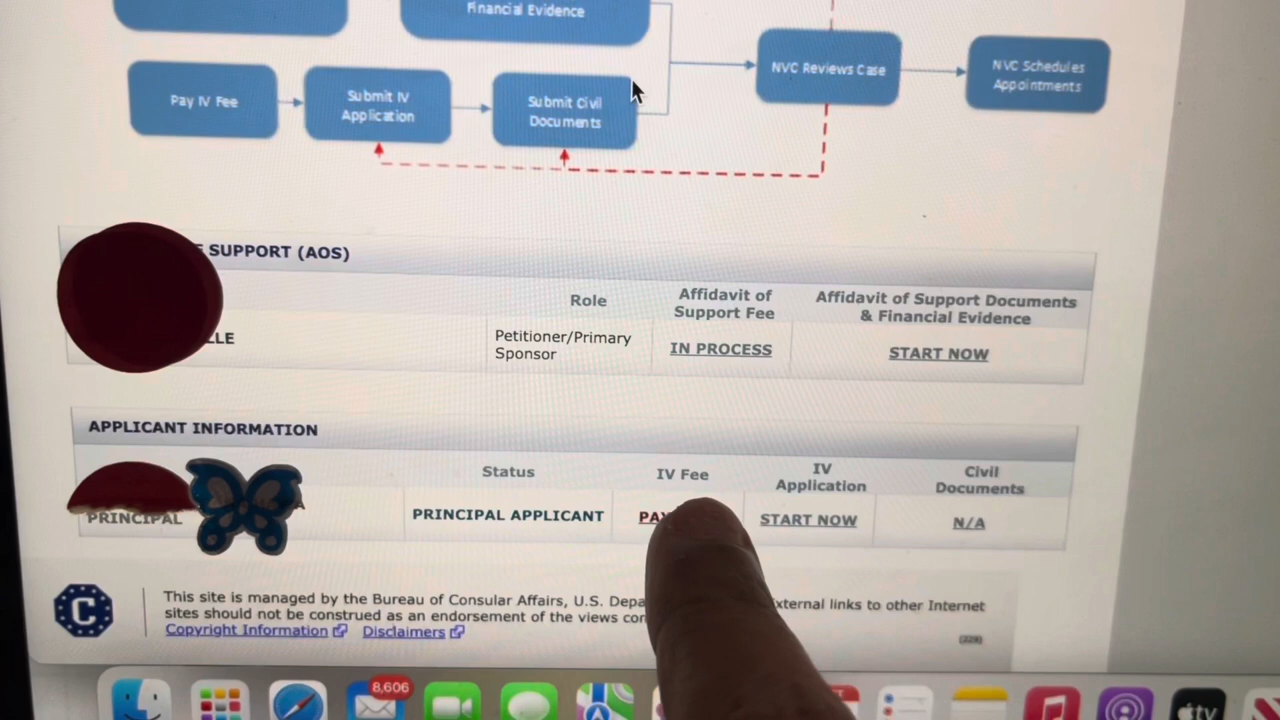 Financial Evidence
Pay IV Fee
Submit IV
Application
Submit Civil
Documents
NVC Reviews Case
NVC Schedules
Appointments
SUPPORT (AOS)
Role
Affidavit of
Support Fee
Affidavit of Support Documents
& Financial Evidence
LLE
Petitioner/Primary
Sponsor
IN PROCESS
START NOW
APPLICANT INFORMATION
Status
IV Fee
IV
Application
Civil
Documents
PRINCIPAL
PRINCIPAL APPLICANT
PAY
START NOW
N/A
C
This site is managed by the Bureau of Consular Affairs, U.S. Depa xternal links to other Internet
sites should not be construed as an endorsement of the views con
Copyright Information Disclaimers
8,606
tv